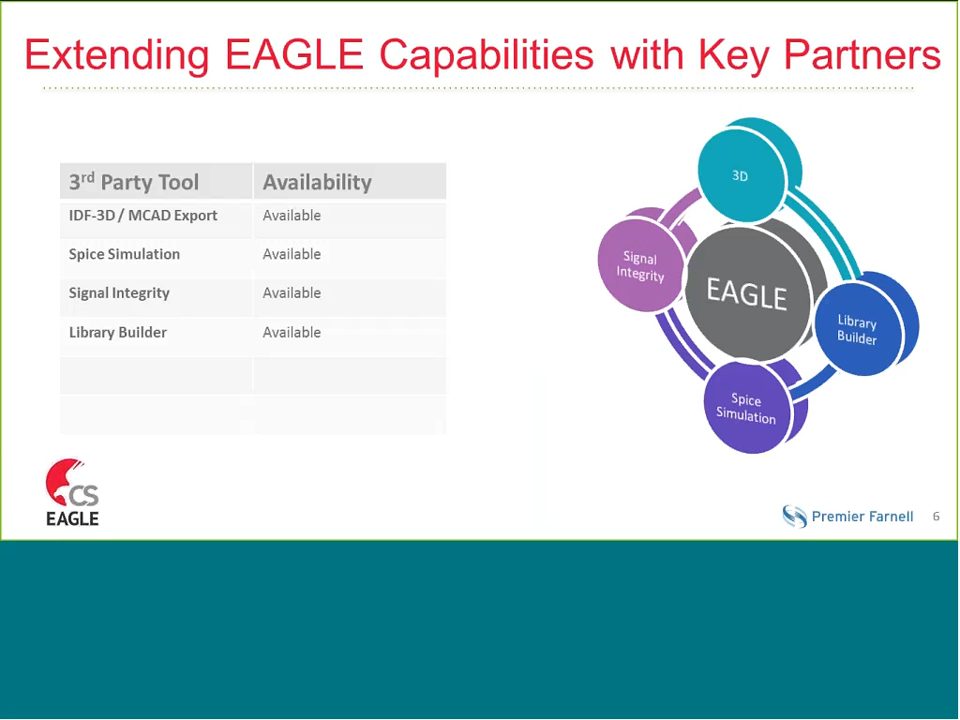 Extending EAGLE Capabilities with Key Partners
3rd Party Tool Availability
IDF-3D / MCAD Export Available
Spice Simulation Available
Signal Integrity Available
Library Builder Available
3D
Signal
Integrity
EAGLE
Library
Builder
Spice
Simulation
CS
EAGLE
Premier Farnell 6